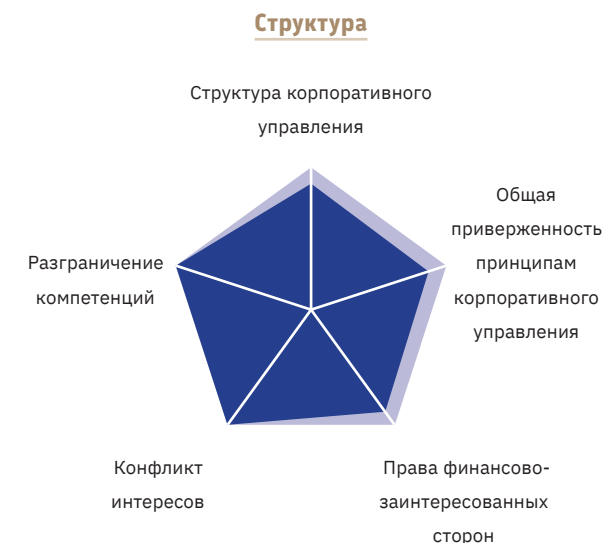 Структура
Структура корпоративного
управления
Общая
приверженность
принципам
корпоративного
управления
Разграничение
компетенций
Конфликт
интересов
Права финансово-
заинтересованных
сторон